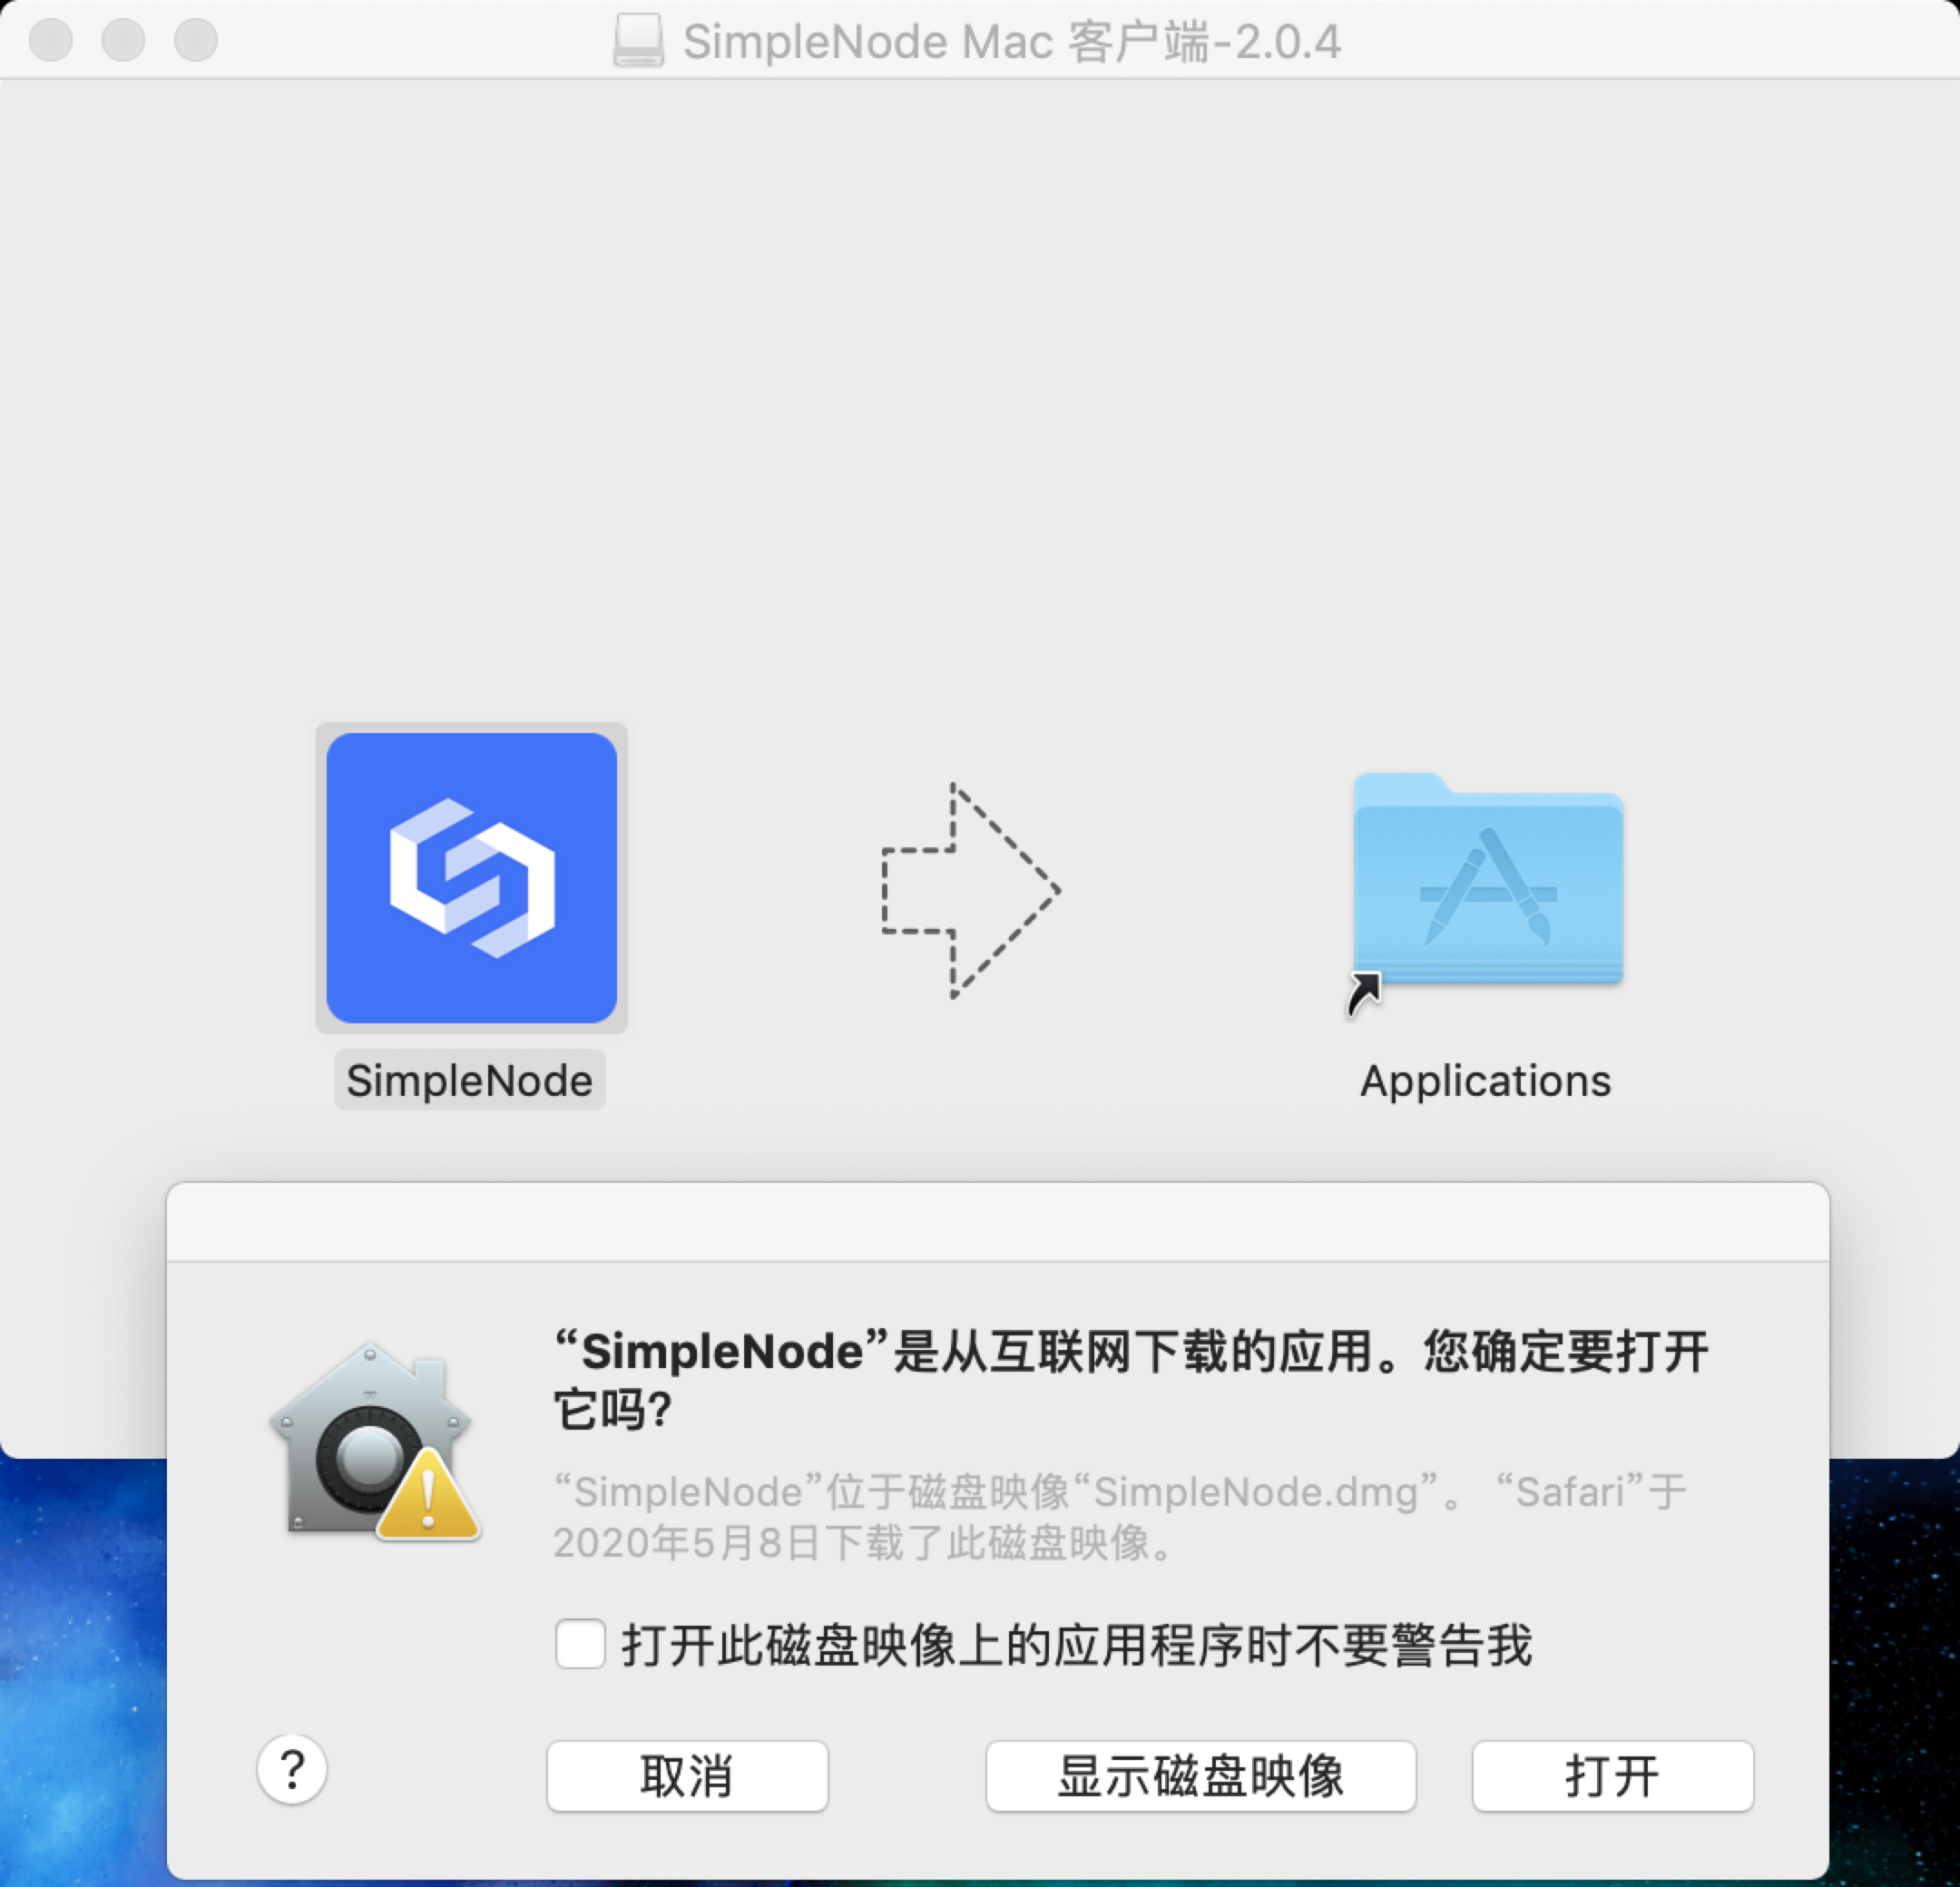 SimpleNode Mac 客户端-2.0.4
SimpleNode
Applications
“SimpleNode”是从互联网下载的应用。您确定要打开
它吗?
“SimpleNode”位于磁盘映像“SimpleNode.dmg”。 “Safari”于
2020年5月8日下载了此磁盘映像。
打开此磁盘映像上的应用程序时不要警告我
?
取消
显示磁盘映像
打开